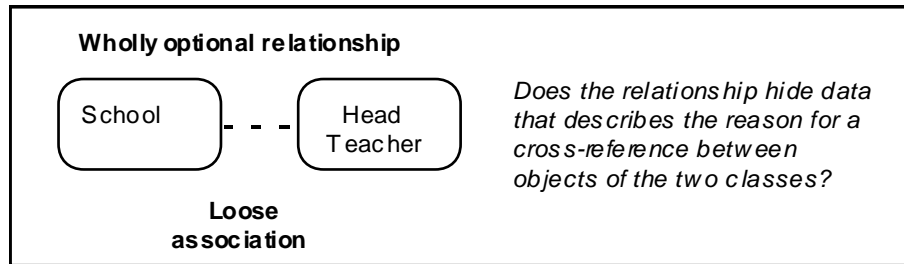 Wholly optional relationship
School
Head
Teacher
Loose
association
Does the relationship hide data
that describes the reason for a
cross-reference between
objects of the two classes?